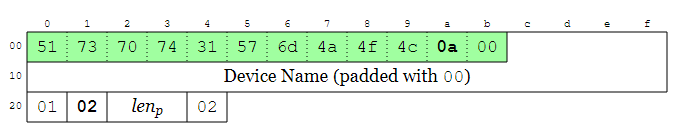 0 1 2 3 4 5 6 7 8 9 a b c d e f
00 51 73 70 74 31 57 6d 4a 4f 4c 0a 00
10 Device Name (padded with 00)
20 01 02 lenp 02